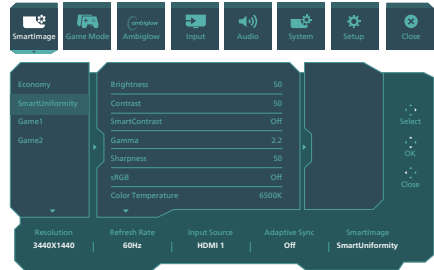 SmartImage
Game Mode
ambiglow
Ambiglow
Input
Audio
System
Setup
Close
Economy
SmartUniformity
Game1
Game2
Brightness 50
Contrast 50
SmartContrast Off
Gamma 2.2
Sharpness 50
sRGB Off
Color Temperature 6500K
Select
OK
Close
Resolution Refresh Rate Input Source Adaptive Sync SmartImage
3440X1440 60Hz HDMI 1 Off SmartUniformity